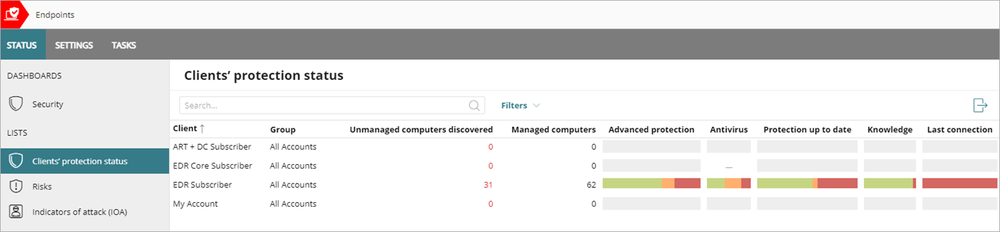 Endpoints
STATUS SETTINGS TASKS
DASHBOARDS
Security
LISTS
Clients’ protection status
Risks
Indicators of attack (IOA)
Clients’ protection status
Search...
Filters
Client ↑ Group Unmanaged computers discovered Managed computers Advanced protection Antivirus Protection up to date Knowledge Last connection
ART + DC Subscriber All Accounts 0 0
EDR Core Subscriber All Accounts 0 0 —
EDR Subscriber All Accounts 31 62
My Account All Accounts 0 0